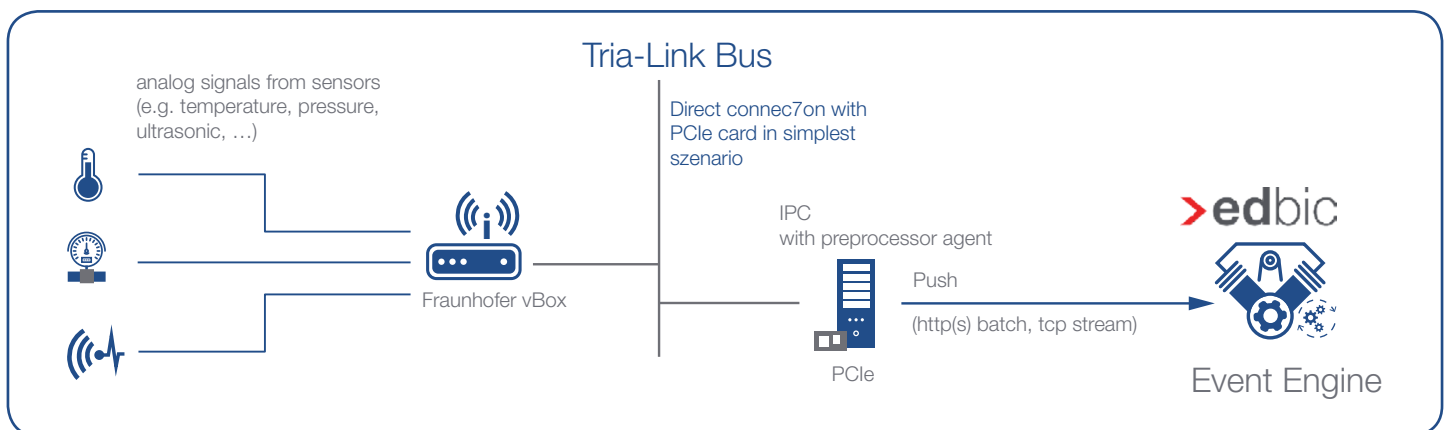 Tria-Link Bus
analog signals from sensors
(e.g. temperature, pressure,
ultrasonic, …)
Direct connec7on with
PCIe card in simplest
szenario
Fraunhofer vBox
IPC
with preprocessor agent
PCIe
Push
(http(s) batch, tcp stream)
>edbic
Event Engine